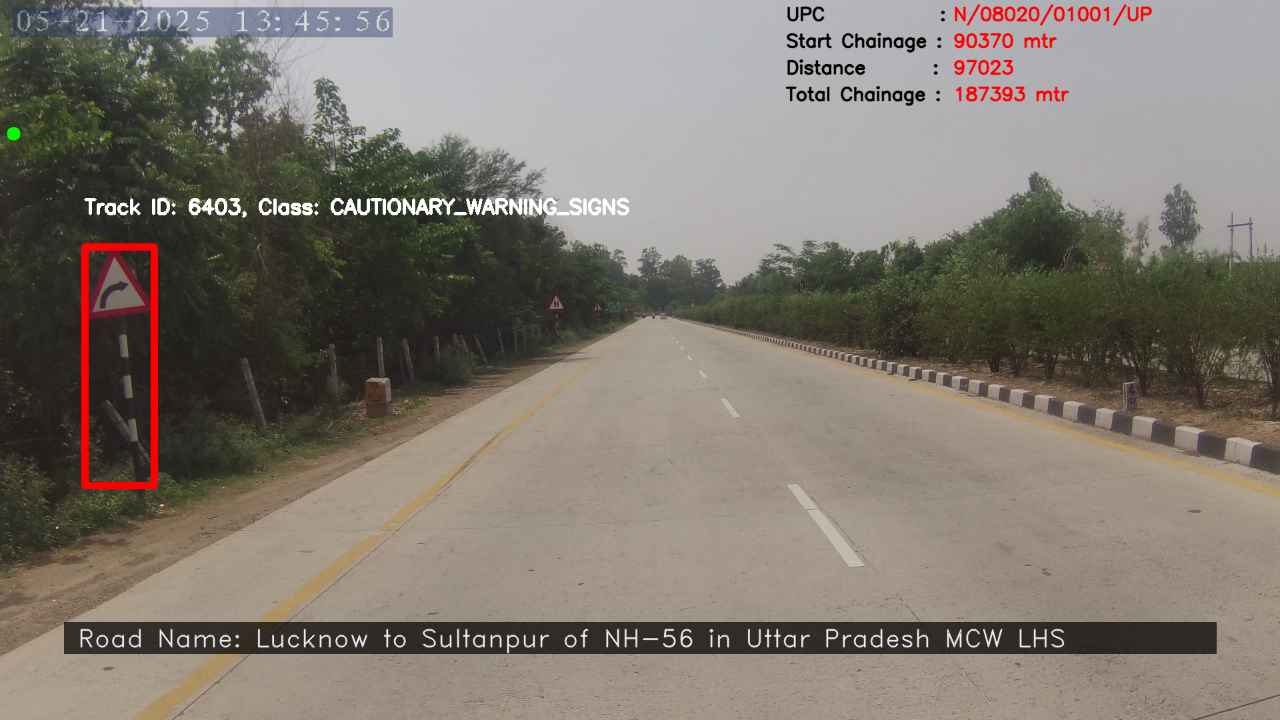 05-21-2025 13:45:56
UPC : N/08020/01001/UP
Start Chainage : 90370 mtr
Distance : 97023
Total Chainage : 187393 mtr
Track ID: 6403, Class: CAUTIONARY_WARNING_SIGNS
Road Name: Lucknow to Sultanpur of NH-56 in Uttar Pradesh MCW LHS